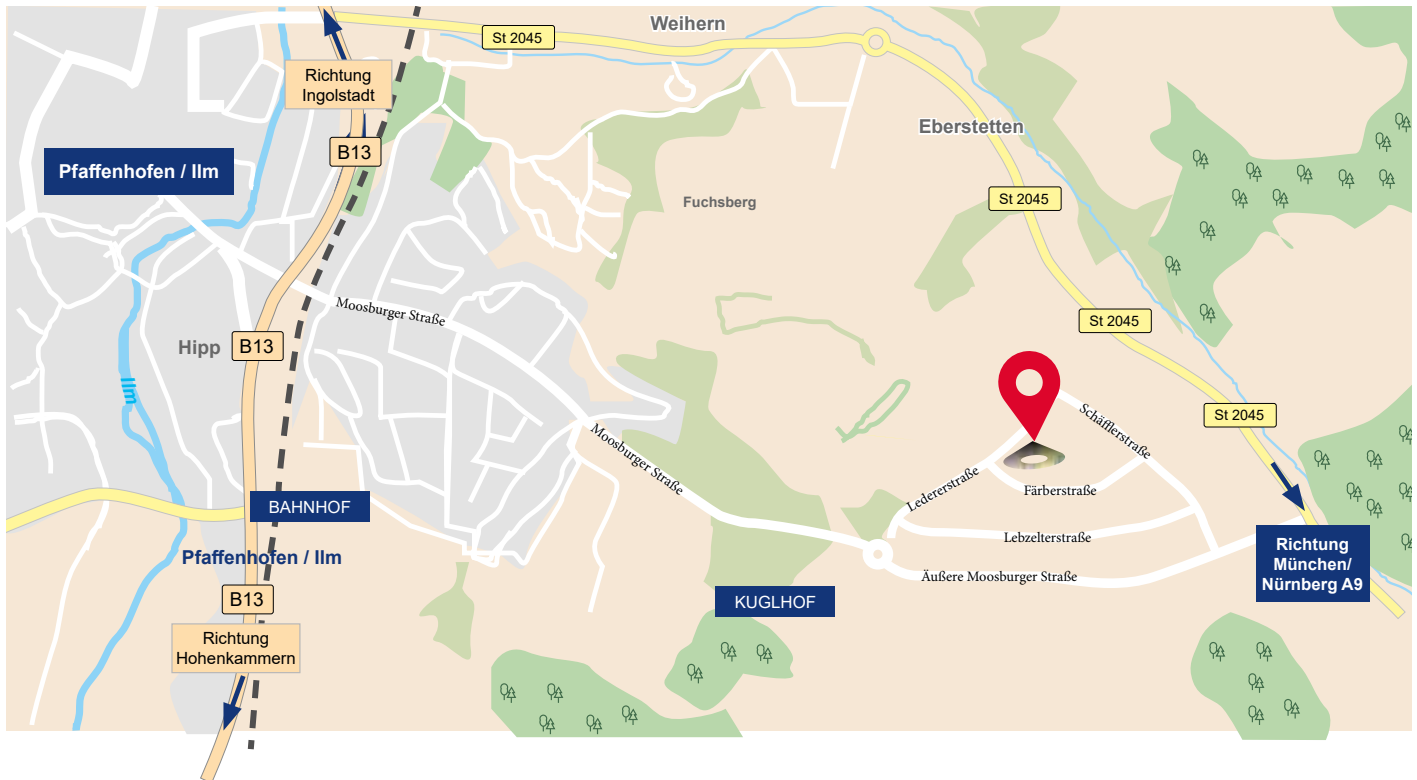 Weihern
St 2045
Richtung
Ingolstadt
Eberstetten
B13
Pfaffenhofen / Ilm
St 2045
Fuchsberg
Moosburger Straße
St 2045
Hipp
B13
Ilm
St 2045
Schäfflerstraße
Moosburger Straße
Ledererstraße
Färberstraße
BAHNHOF
Lebzelterstraße
Richtung
München/
Nürnberg A9
Pfaffenhofen / Ilm
Äußere Moosburger Straße
B13
KUGLHOF
Richtung
Hohenkammern